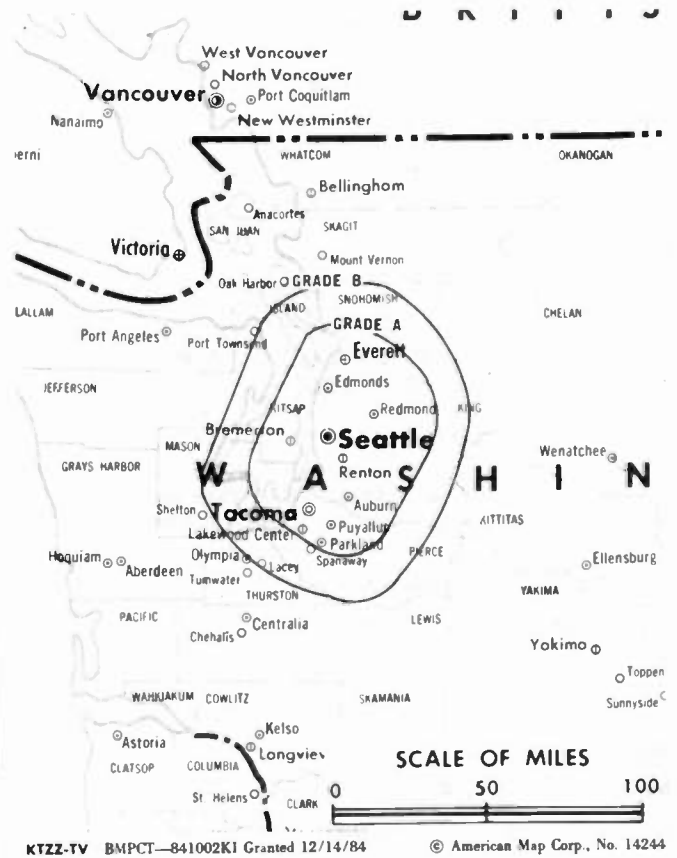 B R I T I S
West Vancouver
North Vancouver
Vancouver
Port Coquitlam
Nanaimo
New Westminster
erni
WHATCOM
OKANOGAN
Bellingham
Anacortes
SAN JUAN
SKAGIT
Victoria
Mount Vernon
Oak Harbor
GRADE B
SNOHOMISH
ISLAND
LALLAM
CHELAN
GRADE A
Port Angeles
Port Townsend
Everett
Edmonds
JEFFERSON
KITSAP
Redmond
KING
Bremerton
Seattle
MASON
Wenatchee
GRAYS HARBOR
Renton
W A S H I N
Auburn
Shelton
Tacoma
KITTITAS
Puyallup
Lakewood Center
Parkland
PIERCE
Hoquiam
Olympia
Spanaway
Ellensburg
Aberdeen
Lacey
Tumwater
YAKIMA
THURSTON
PACIFIC
Centralia
LEWIS
Chehalis
Yokimo
Toppen
WAHKIAKUM
COWLITZ
SKAMANIA
Sunnyside
Kelso
Astoria
Longview
SCALE OF MILES
CLATSOP
COLUMBIA
0 50 100
St. Helens
CLARK
KTZZ-TV BMPCT—841002KI Granted 12/14/84
© American Map Corp., No. 14244